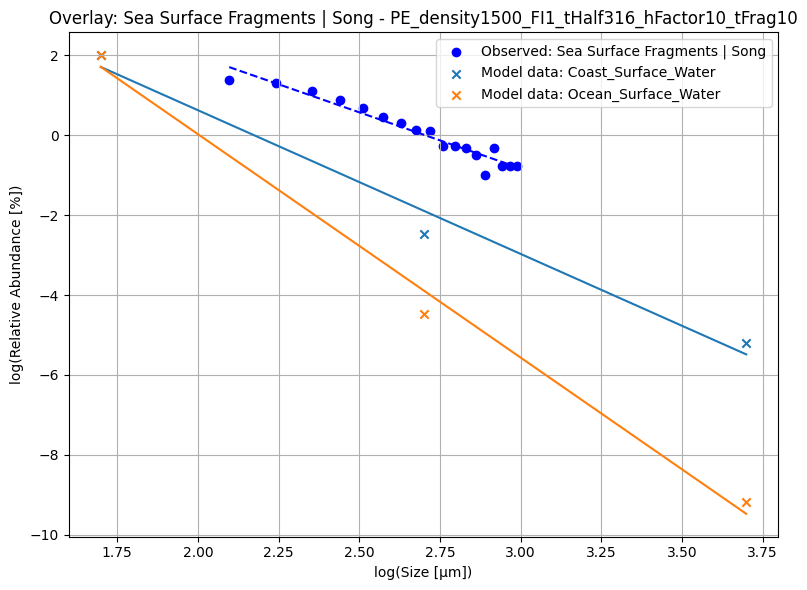 Overlay: Sea Surface Fragments | Song - PE_density1500_FI1_tHalf316_hFactor10_tFrag10
Observed: Sea Surface Fragments | Song
Model data: Coast_Surface_Water
Model data: Ocean_Surface_Water
log(Relative Abundance [%])
2
0
−2
−4
−6
−8
−10
1.75 2.00 2.25 2.50 2.75 3.00 3.25 3.50 3.75
log(Size [μm])